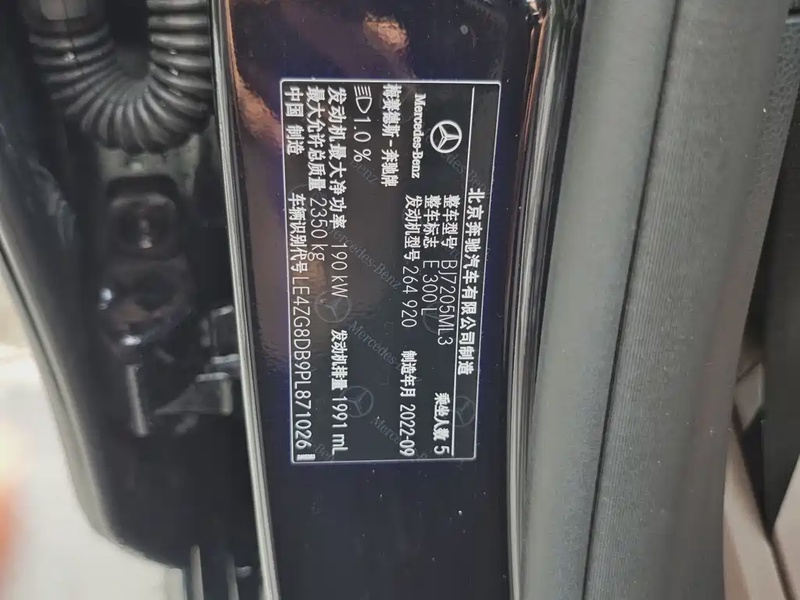 北京奔驰汽车有限公司制造
Mercedes-Benz
梅赛德斯-奔驰牌
整车型号 BJ7205ML3
整车标志 E 300 L
发动机型号 264 920
乘坐人数 5
制造年月 2022-09
1.0 %
发动机最大净功率 190 kW
发动机排量 1991 mL
最大允许总质量 2350 kg
中国 制造
车辆识别代号 LE4ZG8DB9PL871026